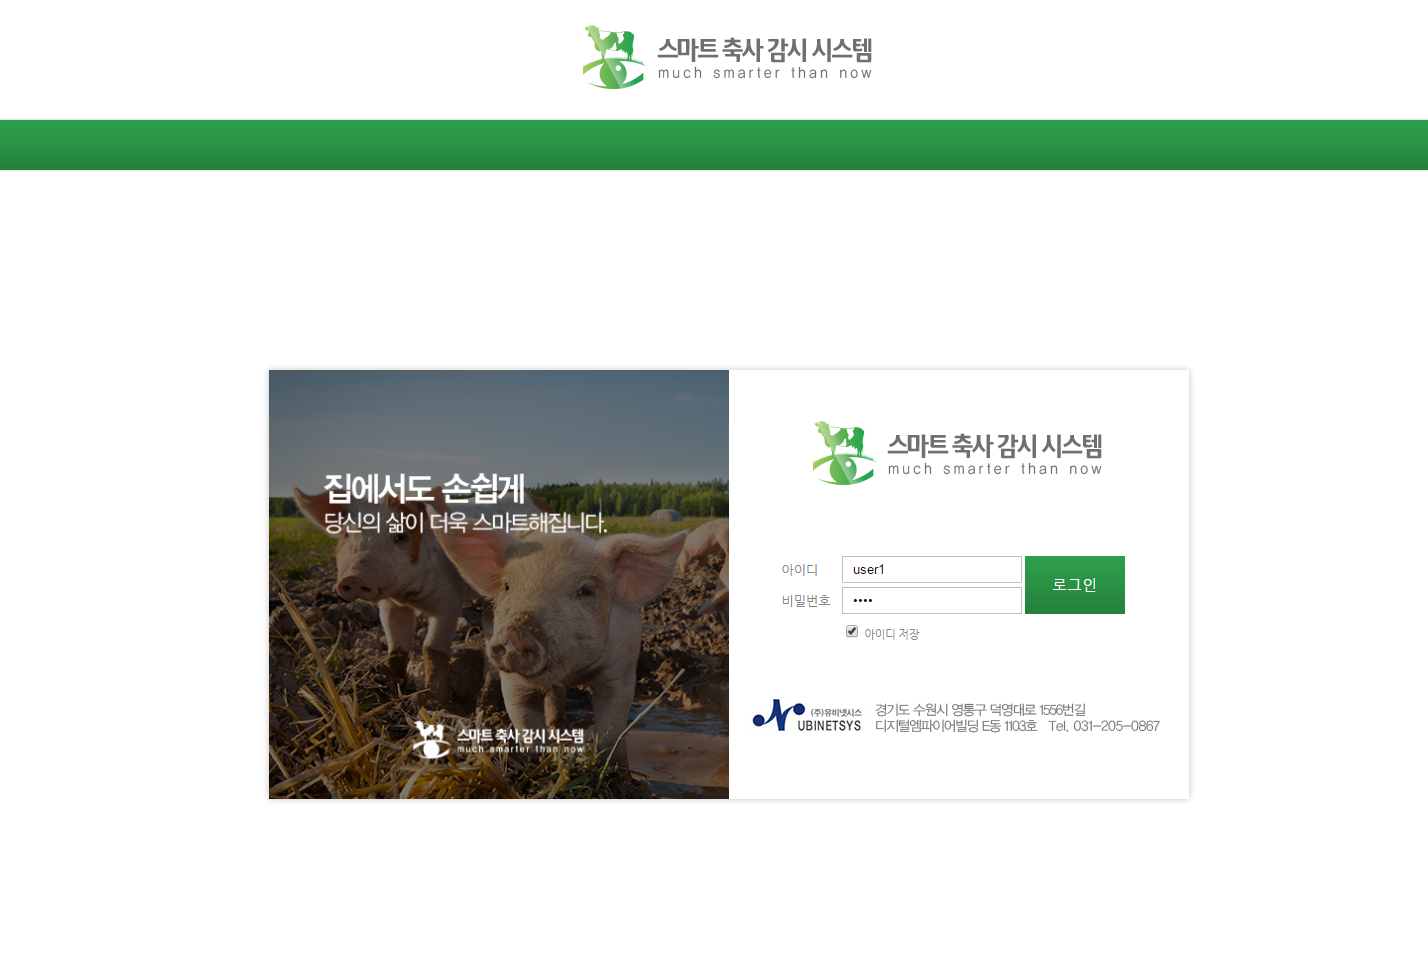 스마트 축사 감시 시스템
much smarter than now
집에서도 손쉽게
당신의 삶이 더욱 스마트해집니다.
스마트 축사 감시 시스템
much smarter than now
스마트 축사 감시 시스템
much smarter than now
아이디 user1
비밀번호 ••••
로그인
아이디 저장
(주)유비넷시스
UBINETSYS
경기도 수원시 영통구 덕영대로 1556번길
디지털엠파이어빌딩 E동 1103호 Tel. 031-205-0867